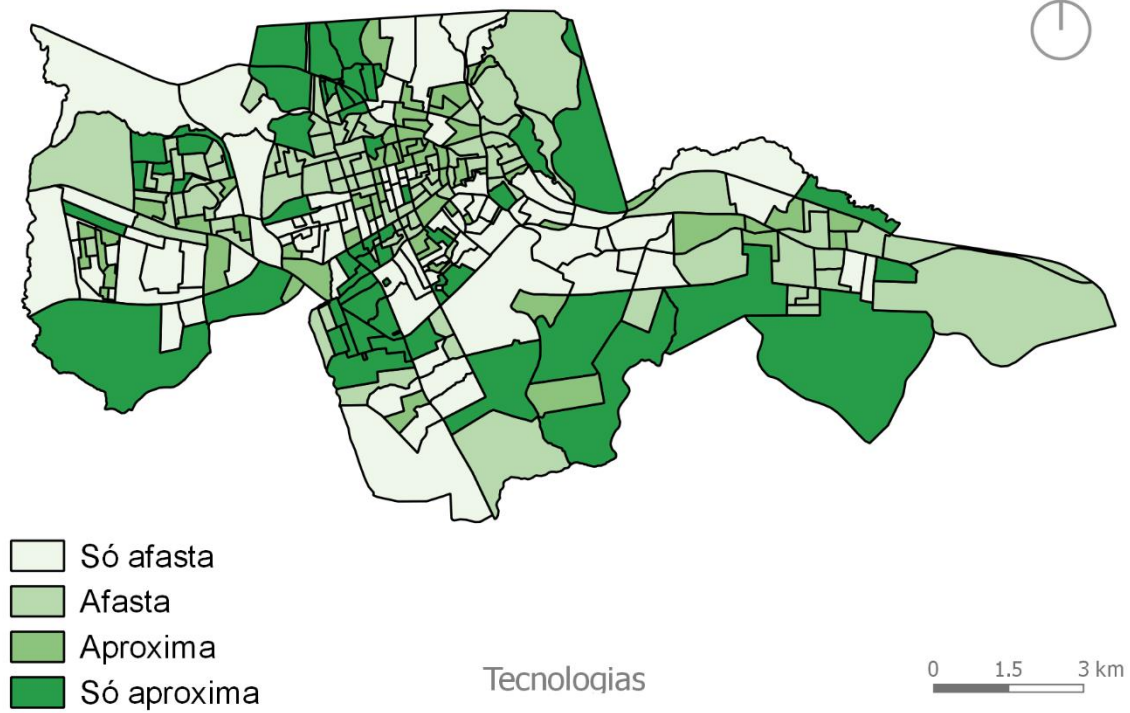 Só afasta
Afasta
Aproxima
Só aproxima
Tecnologias
0 1.5 3 km